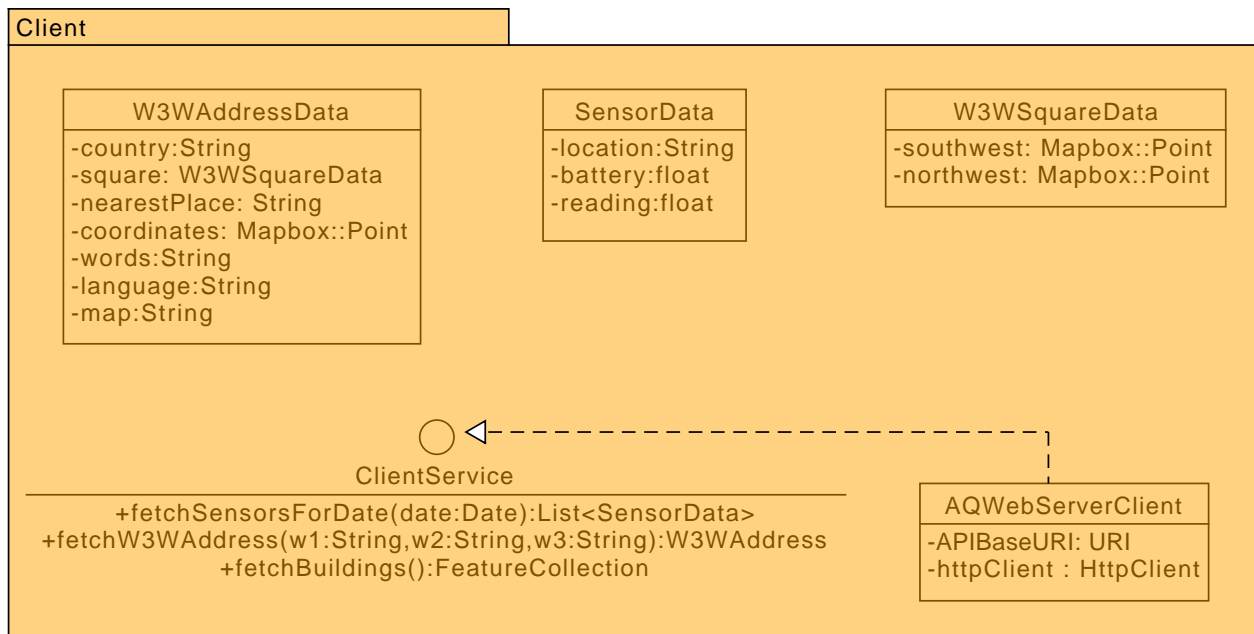 Client
W3WAddressData
-country:String
-square: W3WSquareData
-nearestPlace: String
-coordinates: Mapbox::Point
-words:String
-language:String
-map:String
SensorData
-location:String
-battery:float
-reading:float
W3WSquareData
-southwest: Mapbox::Point
-northwest: Mapbox::Point
ClientService
+fetchSensorsForDate(date:Date):List<SensorData>
+fetchW3WAddress(w1:String,w2:String,w3:String):W3WAddress
+fetchBuildings():FeatureCollection
AQWebServerClient
-APIBaseURI: URI
-httpClient : HttpClient